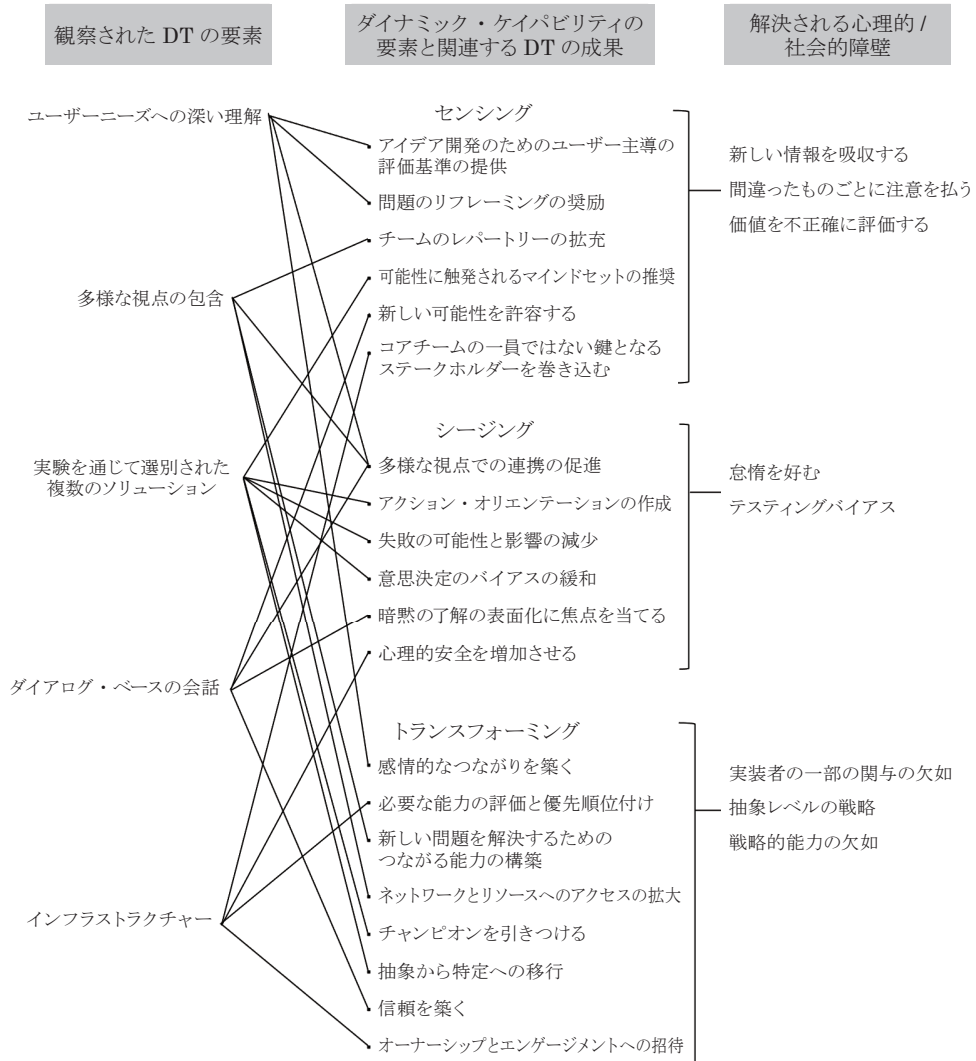 観察された DT の要素
ダイナミック・ケイパビリティの
要素と関連する DT の成果
解決される心理的 /
社会的障壁
ユーザーニーズへの深い理解
多様な視点の包含
実験を通じて選別された
複数のソリューション
ダイアログ・ベースの会話
インフラストラクチャー
センシング
アイデア開発のためのユーザー主導の
評価基準の提供
問題のリフレーミングの奨励
チームのレパートリーの拡充
可能性に触発されるマインドセットの推奨
新しい可能性を許容する
コアチームの一員ではない鍵となる
ステークホルダーを巻き込む
シージング
多様な視点での連携の促進
アクション・オリエンテーションの作成
失敗の可能性と影響の減少
意思決定のバイアスの緩和
暗黙の了解の表面化に焦点を当てる
心理的安全を増加させる
トランスフォーミング
感情的なつながりを築く
必要な能力の評価と優先順位付け
新しい問題を解決するための
つながる能力の構築
ネットワークとリソースへのアクセスの拡大
チャンピオンを引きつける
抽象から特定への移行
信頼を築く
オーナーシップとエンゲージメントへの招待
新しい情報を吸収する
間違ったものごとに注意を払う
価値を不正確に評価する
怠惰を好む
テスティングバイアス
実装者の一部の関与の欠如
抽象レベルの戦略
戦略的能力の欠如